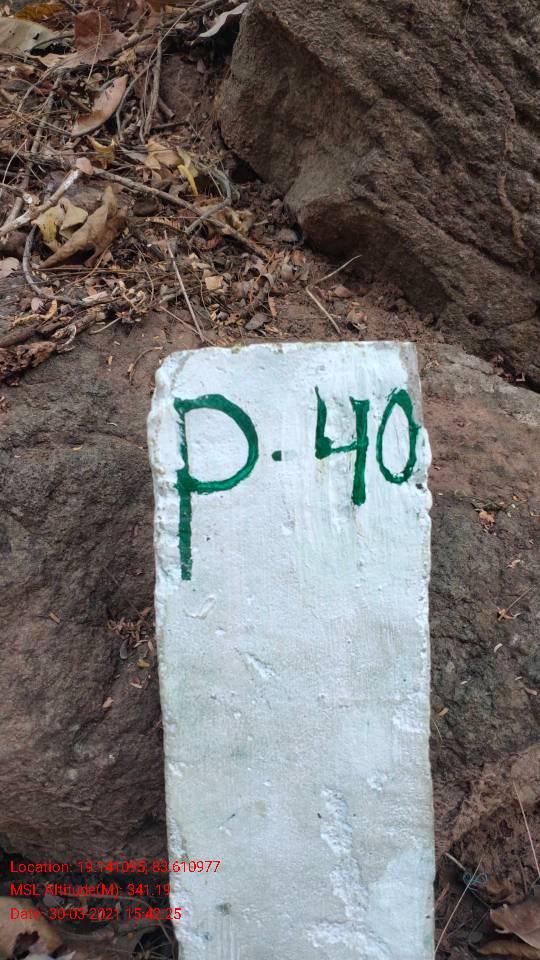 P-40
Location: 19.141095, 83.610977
MSL Altitude(M): 341.19
Date: 30-03-2021 15:42:25